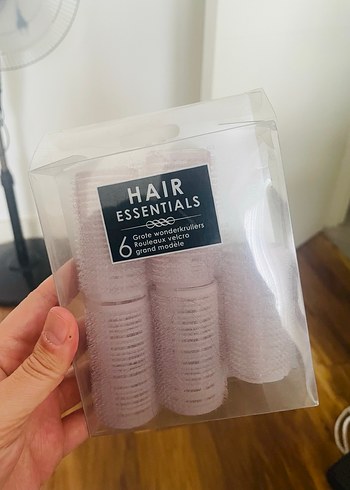 HAIR
ESSENTIALS
6 Grote wonderkrullers
Rouleaux velcro
grand modèle